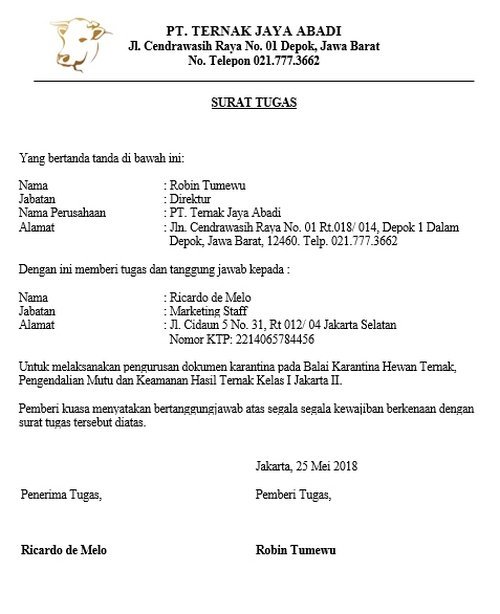 PT. TERNAK JAYA ABADI
Jl. Cendrawasih Raya No. 01 Depok, Jawa Barat
No. Telepon 021.777.3662
SURAT TUGAS
Yang bertanda tanda di bawah ini:
Nama : Robin Tumewu
Jabatan : Direktur
Nama Perusahaan : PT. Ternak Jaya Abadi
Alamat : Jln. Cendrawasih Raya No. 01 Rt.018/ 014, Depok 1 Dalam
Depok, Jawa Barat, 12460. Telp. 021.777.3662
Dengan ini memberi tugas dan tanggung jawab kepada :
Nama : Ricardo de Melo
Jabatan : Marketing Staff
Alamat : Jl. Cidaun 5 No. 31, Rt 012/ 04 Jakarta Selatan
Nomor KTP: 2214065784456
Untuk melaksanakan pengurusan dokumen karantina pada Balai Karantina Hewan Ternak,
Pengendalian Mutu dan Keamanan Hasil Ternak Kelas I Jakarta II.
Pemberi kuasa menyatakan bertanggungjawab atas segala segala kewajiban berkenaan dengan
surat tugas tersebut diatas.
Jakarta, 25 Mei 2018
Penerima Tugas, Pemberi Tugas,
Ricardo de Melo Robin Tumewu